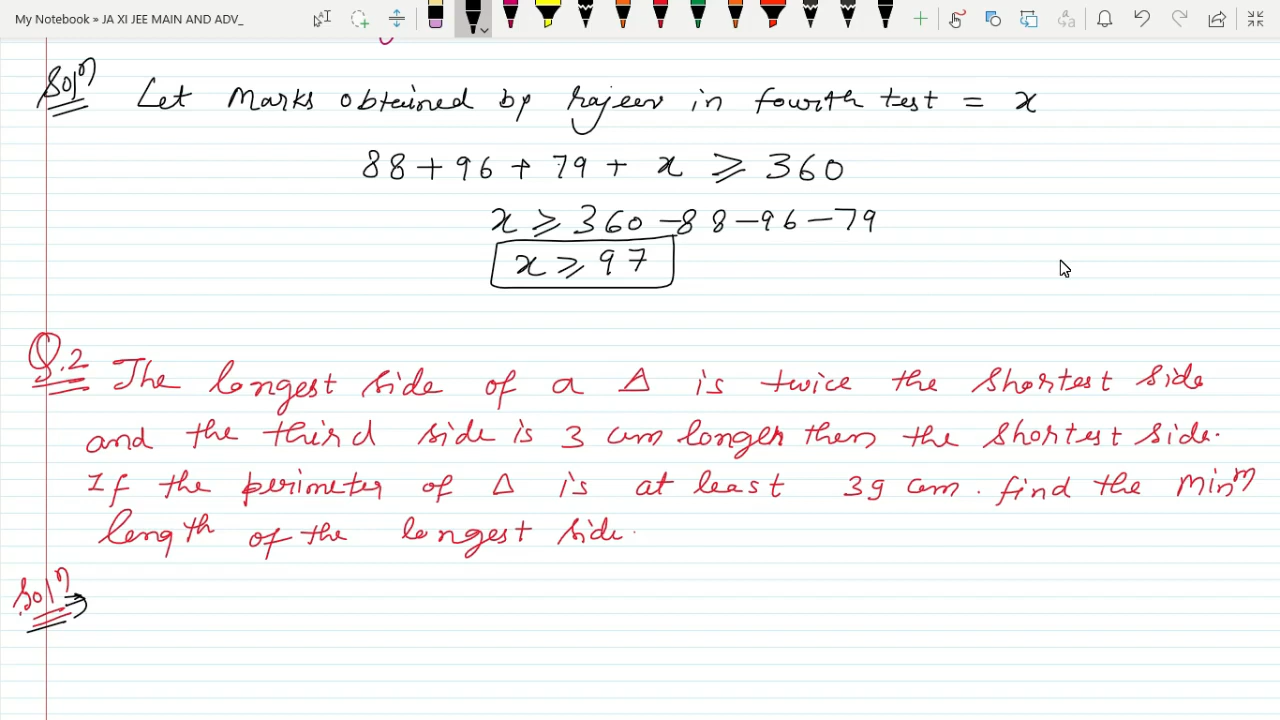 My Notebook » JA XI JEE MAIN AND ADV_
Solⁿ Let Marks obtained by Rajeev in fourth test = x
88 + 96 + 79 + x ⩾ 360
x ⩾ 360 - 88 - 96 - 79
x ⩾ 97
Q.2 The longest side of a Δ is twice the shortest side
and the third side is 3 cm longer then the shortest side.
If the perimeter of Δ is at least 39 cm. find the Minᵐ
length of the longest side.
Solⁿ →